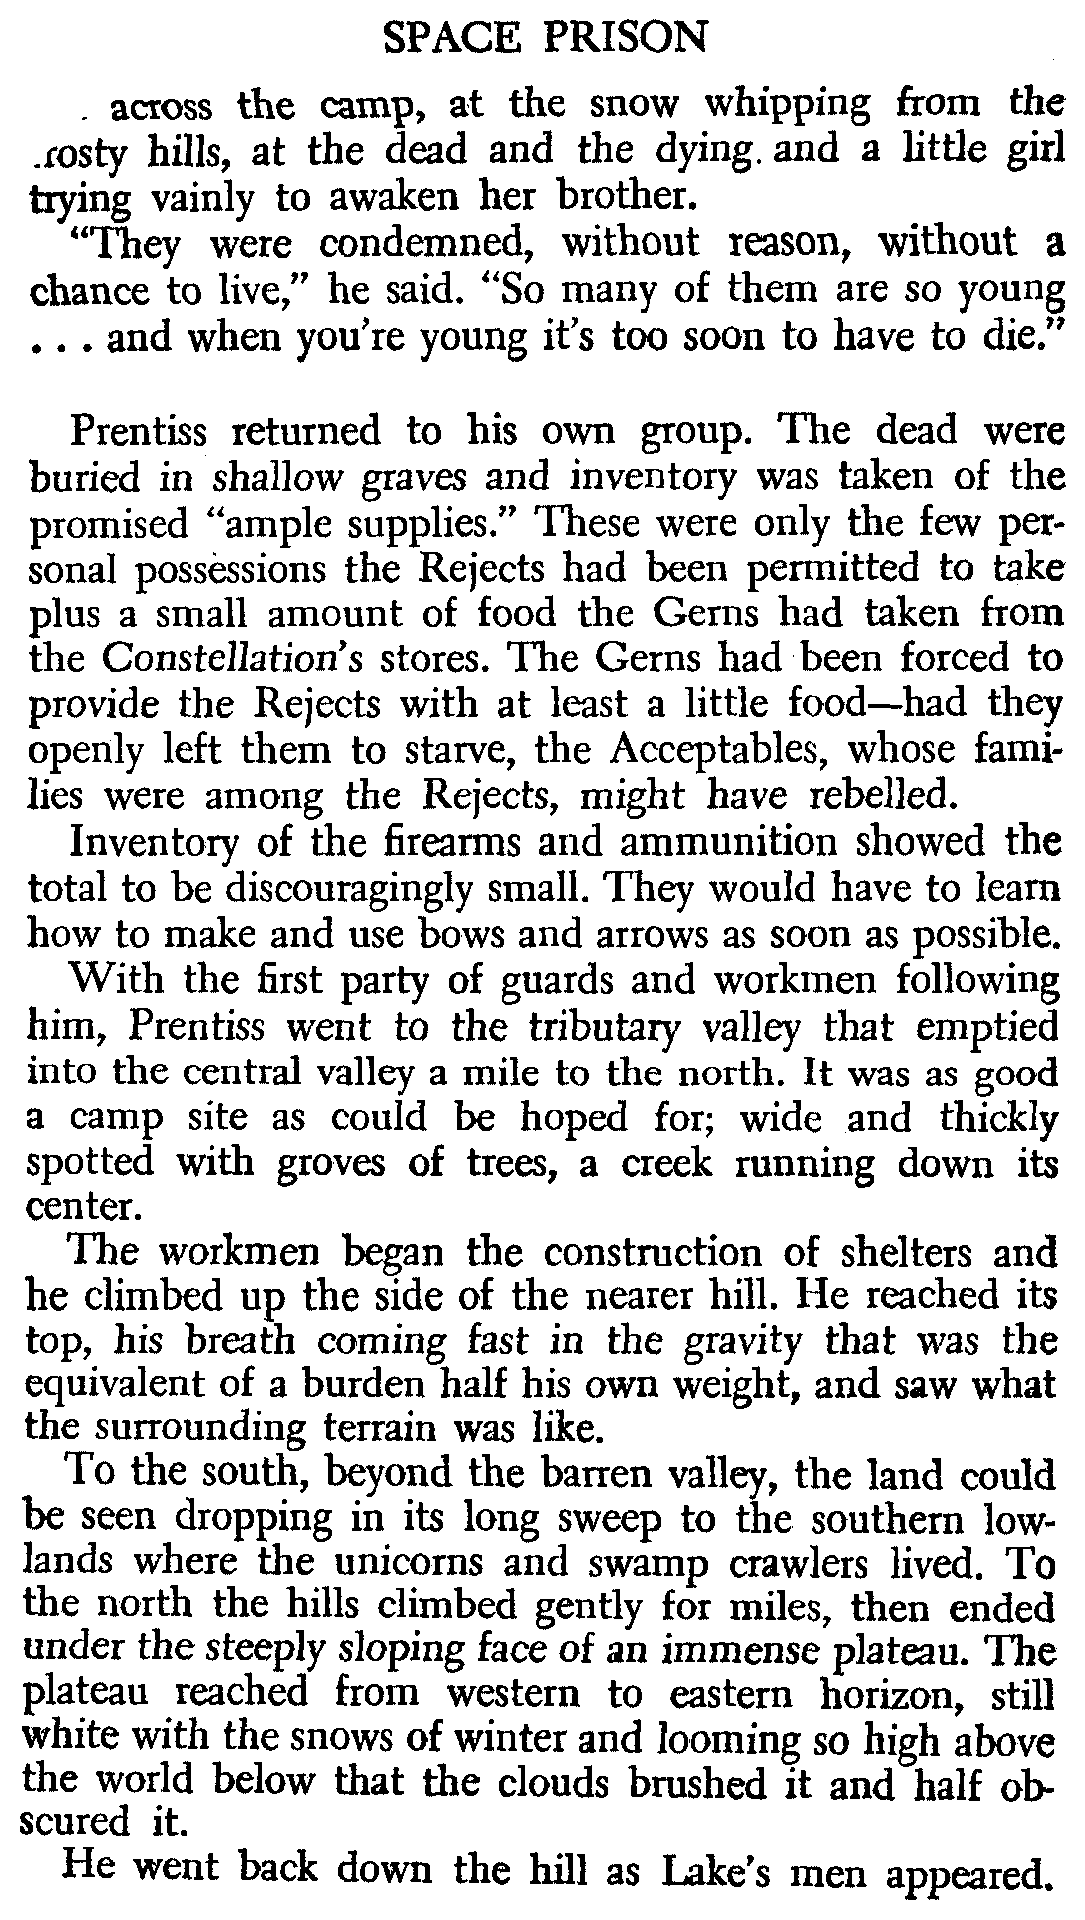 SPACE PRISON
across the camp, at the snow whipping from the
.rosty hills, at the dead and the dying. and a little girl
trying vainly to awaken her brother.
“They were condemned, without reason, without a
chance to live,” he said. “So many of them are so young
. . . and when you’re young it’s too soon to have to die.”
Prentiss returned to his own group. The dead were
buried in shallow graves and inventory was taken of the
promised “ample supplies.” These were only the few per-
sonal possessions the Rejects had been permitted to take
plus a small amount of food the Gerns had taken from
the Constellation’s stores. The Gerns had been forced to
provide the Rejects with at least a little food—had they
openly left them to starve, the Acceptables, whose fami-
lies were among the Rejects, might have rebelled.
Inventory of the firearms and ammunition showed the
total to be discouragingly small. They would have to learn
how to make and use bows and arrows as soon as possible.
With the first party of guards and workmen following
him, Prentiss went to the tributary valley that emptied
into the central valley a mile to the north. It was as good
a camp site as could be hoped for; wide and thickly
spotted with groves of trees, a creek running down its
center.
The workmen began the construction of shelters and
he climbed up the side of the nearer hill. He reached its
top, his breath coming fast in the gravity that was the
equivalent of a burden half his own weight, and saw what
the surrounding terrain was like.
To the south, beyond the barren valley, the land could
be seen dropping in its long sweep to the southern low-
lands where the unicorns and swamp crawlers lived. To
the north the hills climbed gently for miles, then ended
under the steeply sloping face of an immense plateau. The
plateau reached from western to eastern horizon, still
white with the snows of winter and looming so high above
the world below that the clouds brushed it and half ob-
scured it.
He went back down the hill as Lake’s men appeared.